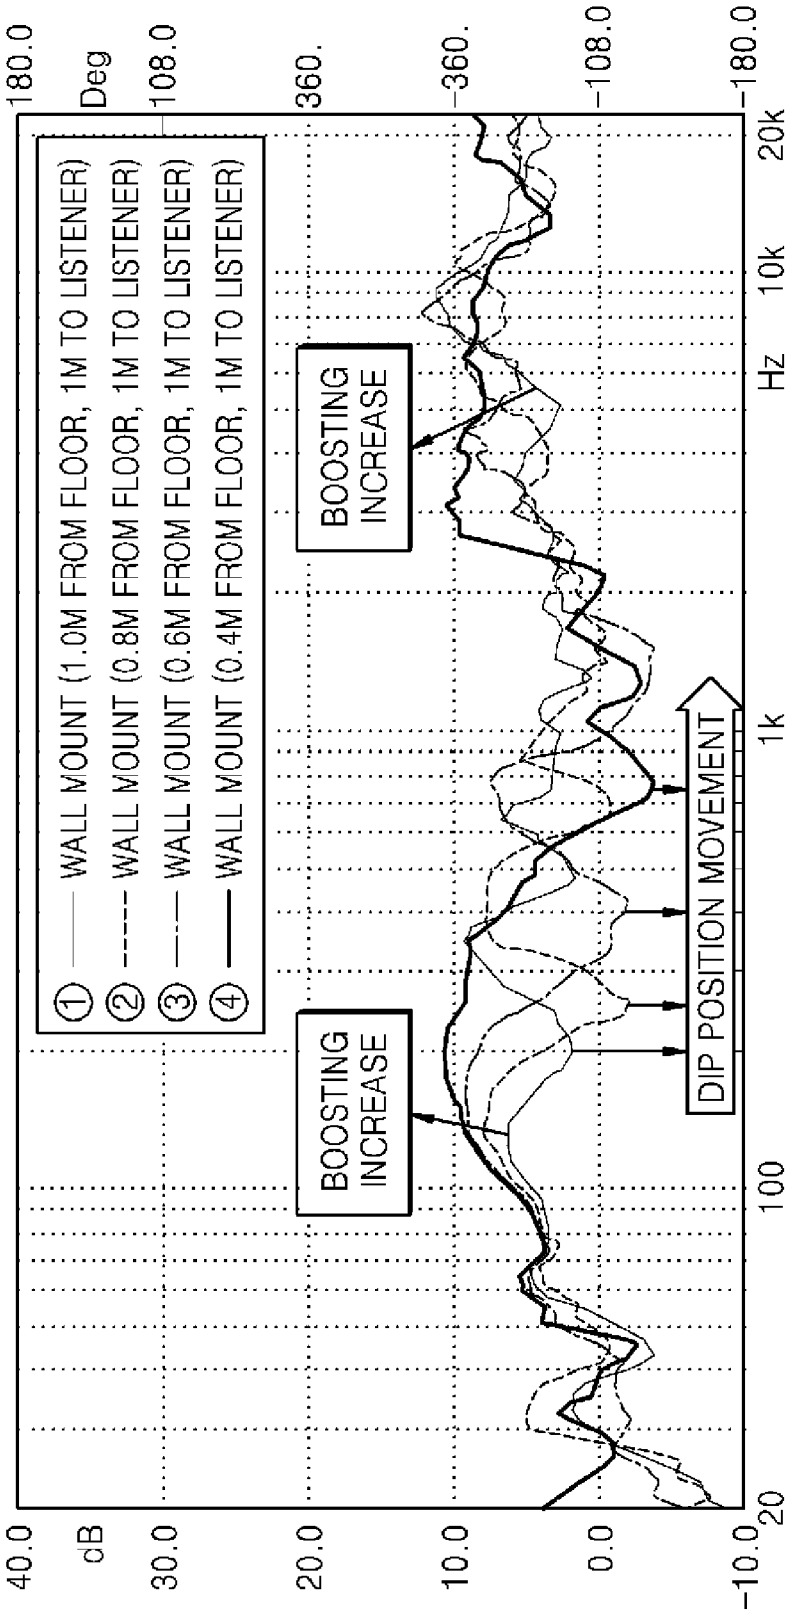 40.0
dB
30.0
20.0
10.0
0.0
-10.0
180.0
Deg
108.0
360.
-360.
-108.0
-180.0
① WALL MOUNT (1.0M FROM FLOOR, 1M TO LISTENER)
② WALL MOUNT (0.8M FROM FLOOR, 1M TO LISTENER)
③ WALL MOUNT (0.6M FROM FLOOR, 1M TO LISTENER)
④ WALL MOUNT (0.4M FROM FLOOR, 1M TO LISTENER)
BOOSTING
INCREASE
BOOSTING
INCREASE
DIP POSITION MOVEMENT
20
100
1k
Hz
10k
20k